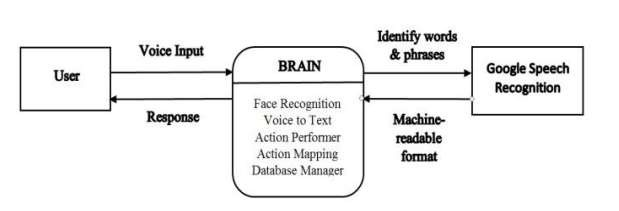 User
Voice Input
Response
BRAIN
Face Recognition
Voice to Text
Action Performer
Action Mapping
Database Manager
Identify words
& phrases
Machine-
readable
format
Google Speech
Recognition